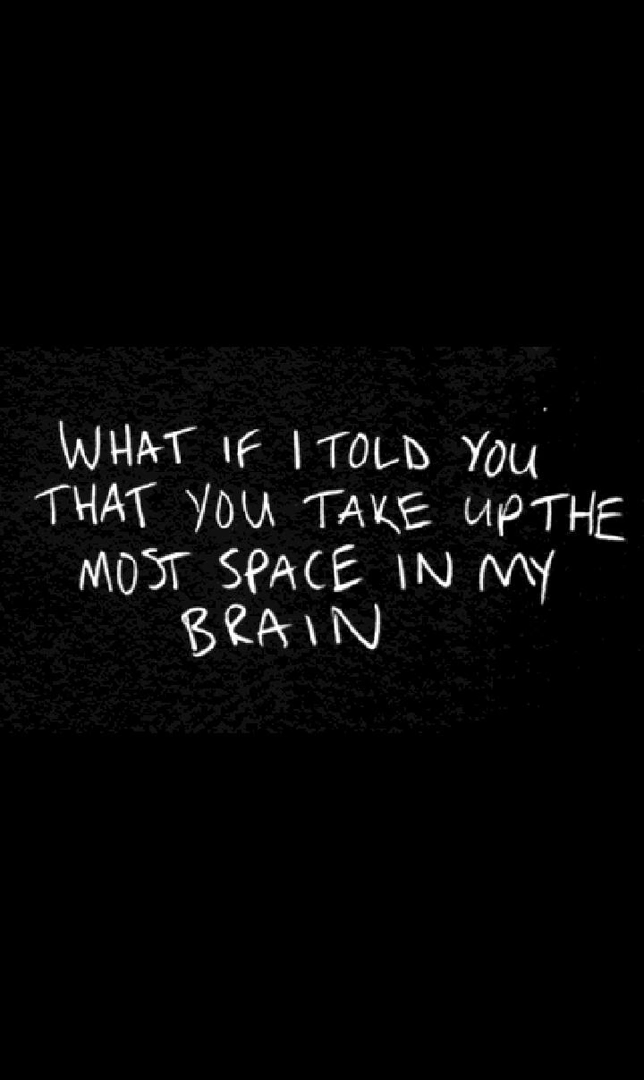 WHAT IF I TOLD YOU
THAT YOU TAKE UP THE
MOST SPACE IN MY
BRAIN